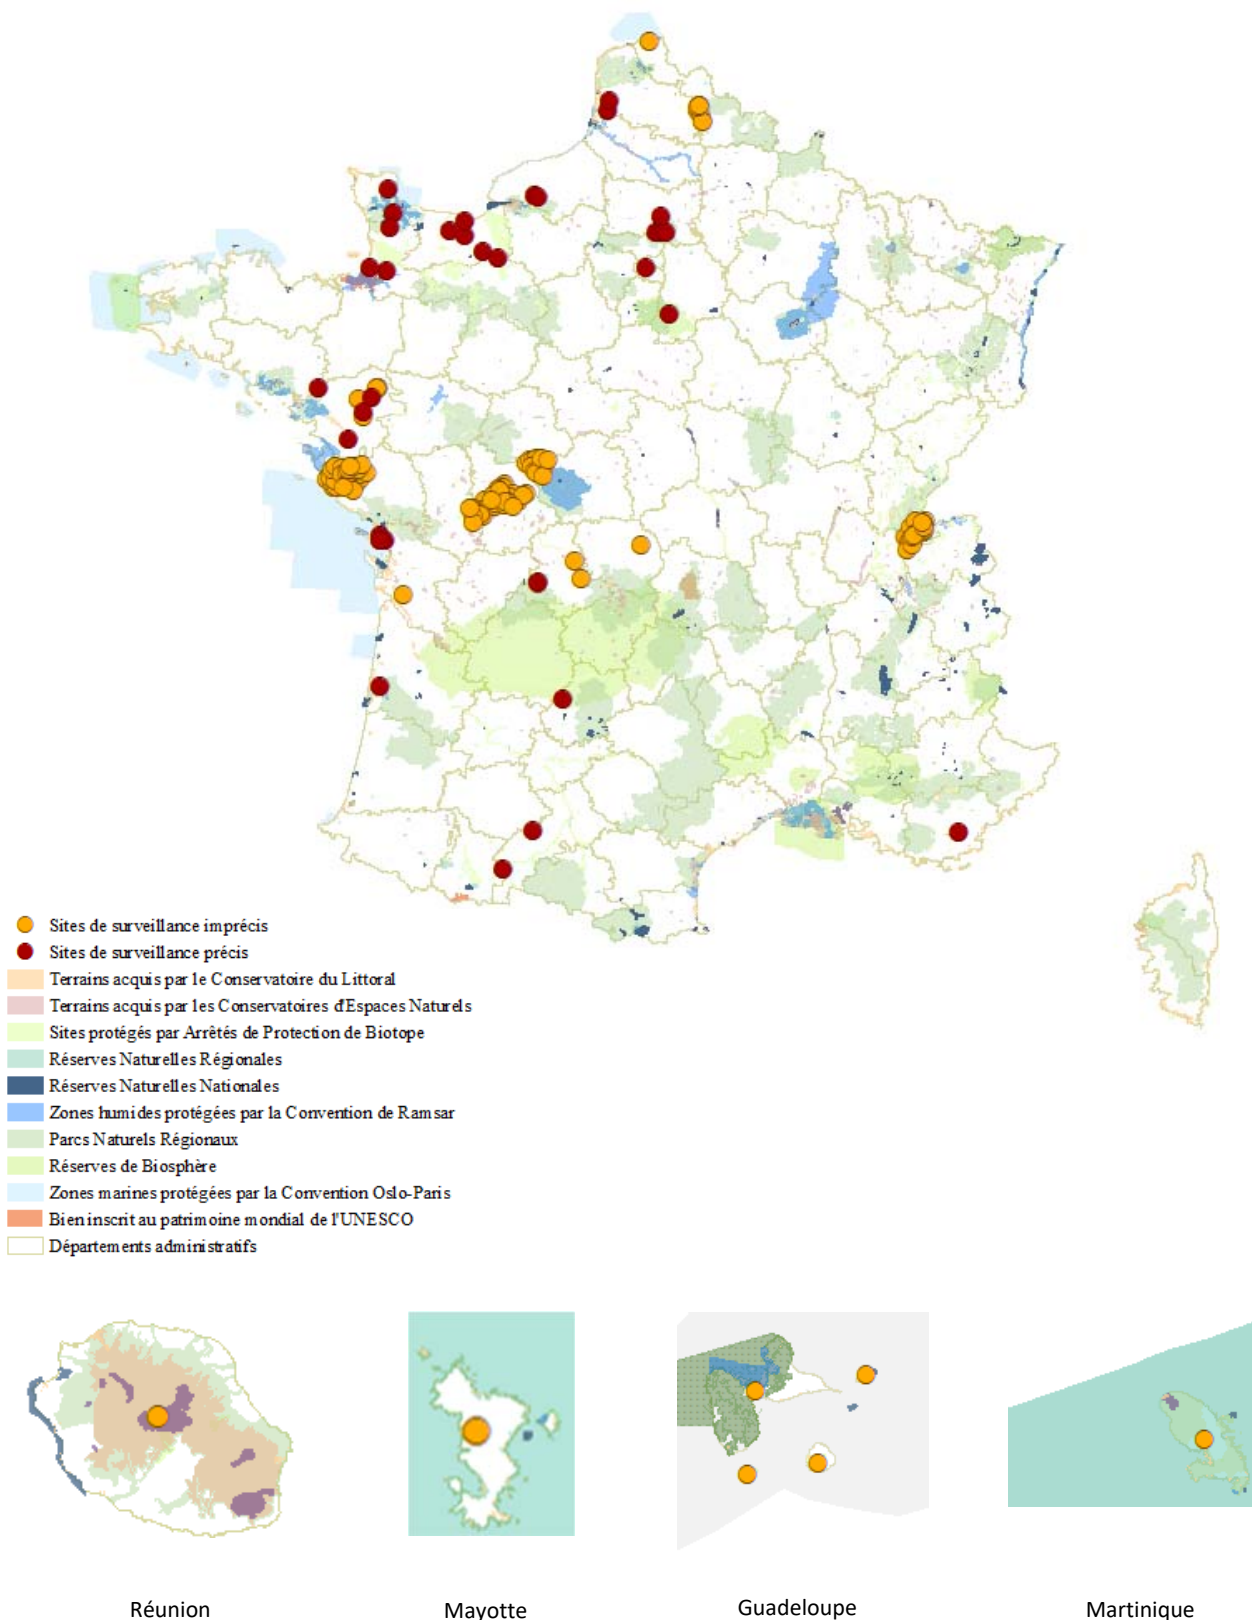 Sites de surveillance imprécis
Sites de surveillance précis
Terrains acquis par le Conservatoire du Littoral
Terrains acquis par les Conservatoires d'Espaces Naturels
Sites protégés par Arrêtés de Protection de Biotope
Réserves Naturelles Régionales
Réserves Naturelles Nationales
Zones humides protégées par la Convention de Ramsar
Parcs Naturels Régionaux
Réserves de Biosphère
Zones marines protégées par la Convention Oslo-Paris
Bien inscrit au patrimoine mondial de l'UNESCO
Départements administratifs
Réunion
Mayotte
Guadeloupe
Martinique